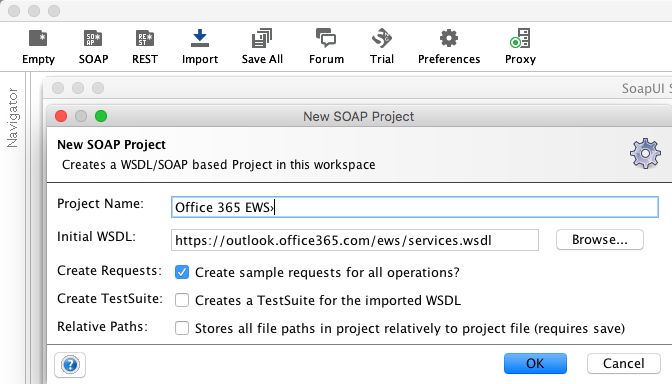 Empty SOAP REST Import Save All Forum Trial Preferences Proxy
Navigator
SoapUI S
New SOAP Project
New SOAP Project
Creates a WSDL/SOAP based Project in this workspace
Project Name: Office 365 EWS›
Initial WSDL: https://outlook.office365.com/ews/services.wsdl Browse...
Create Requests: Create sample requests for all operations?
Create TestSuite: Creates a TestSuite for the imported WSDL
Relative Paths: Stores all file paths in project relatively to project file (requires save)
? OK Cancel